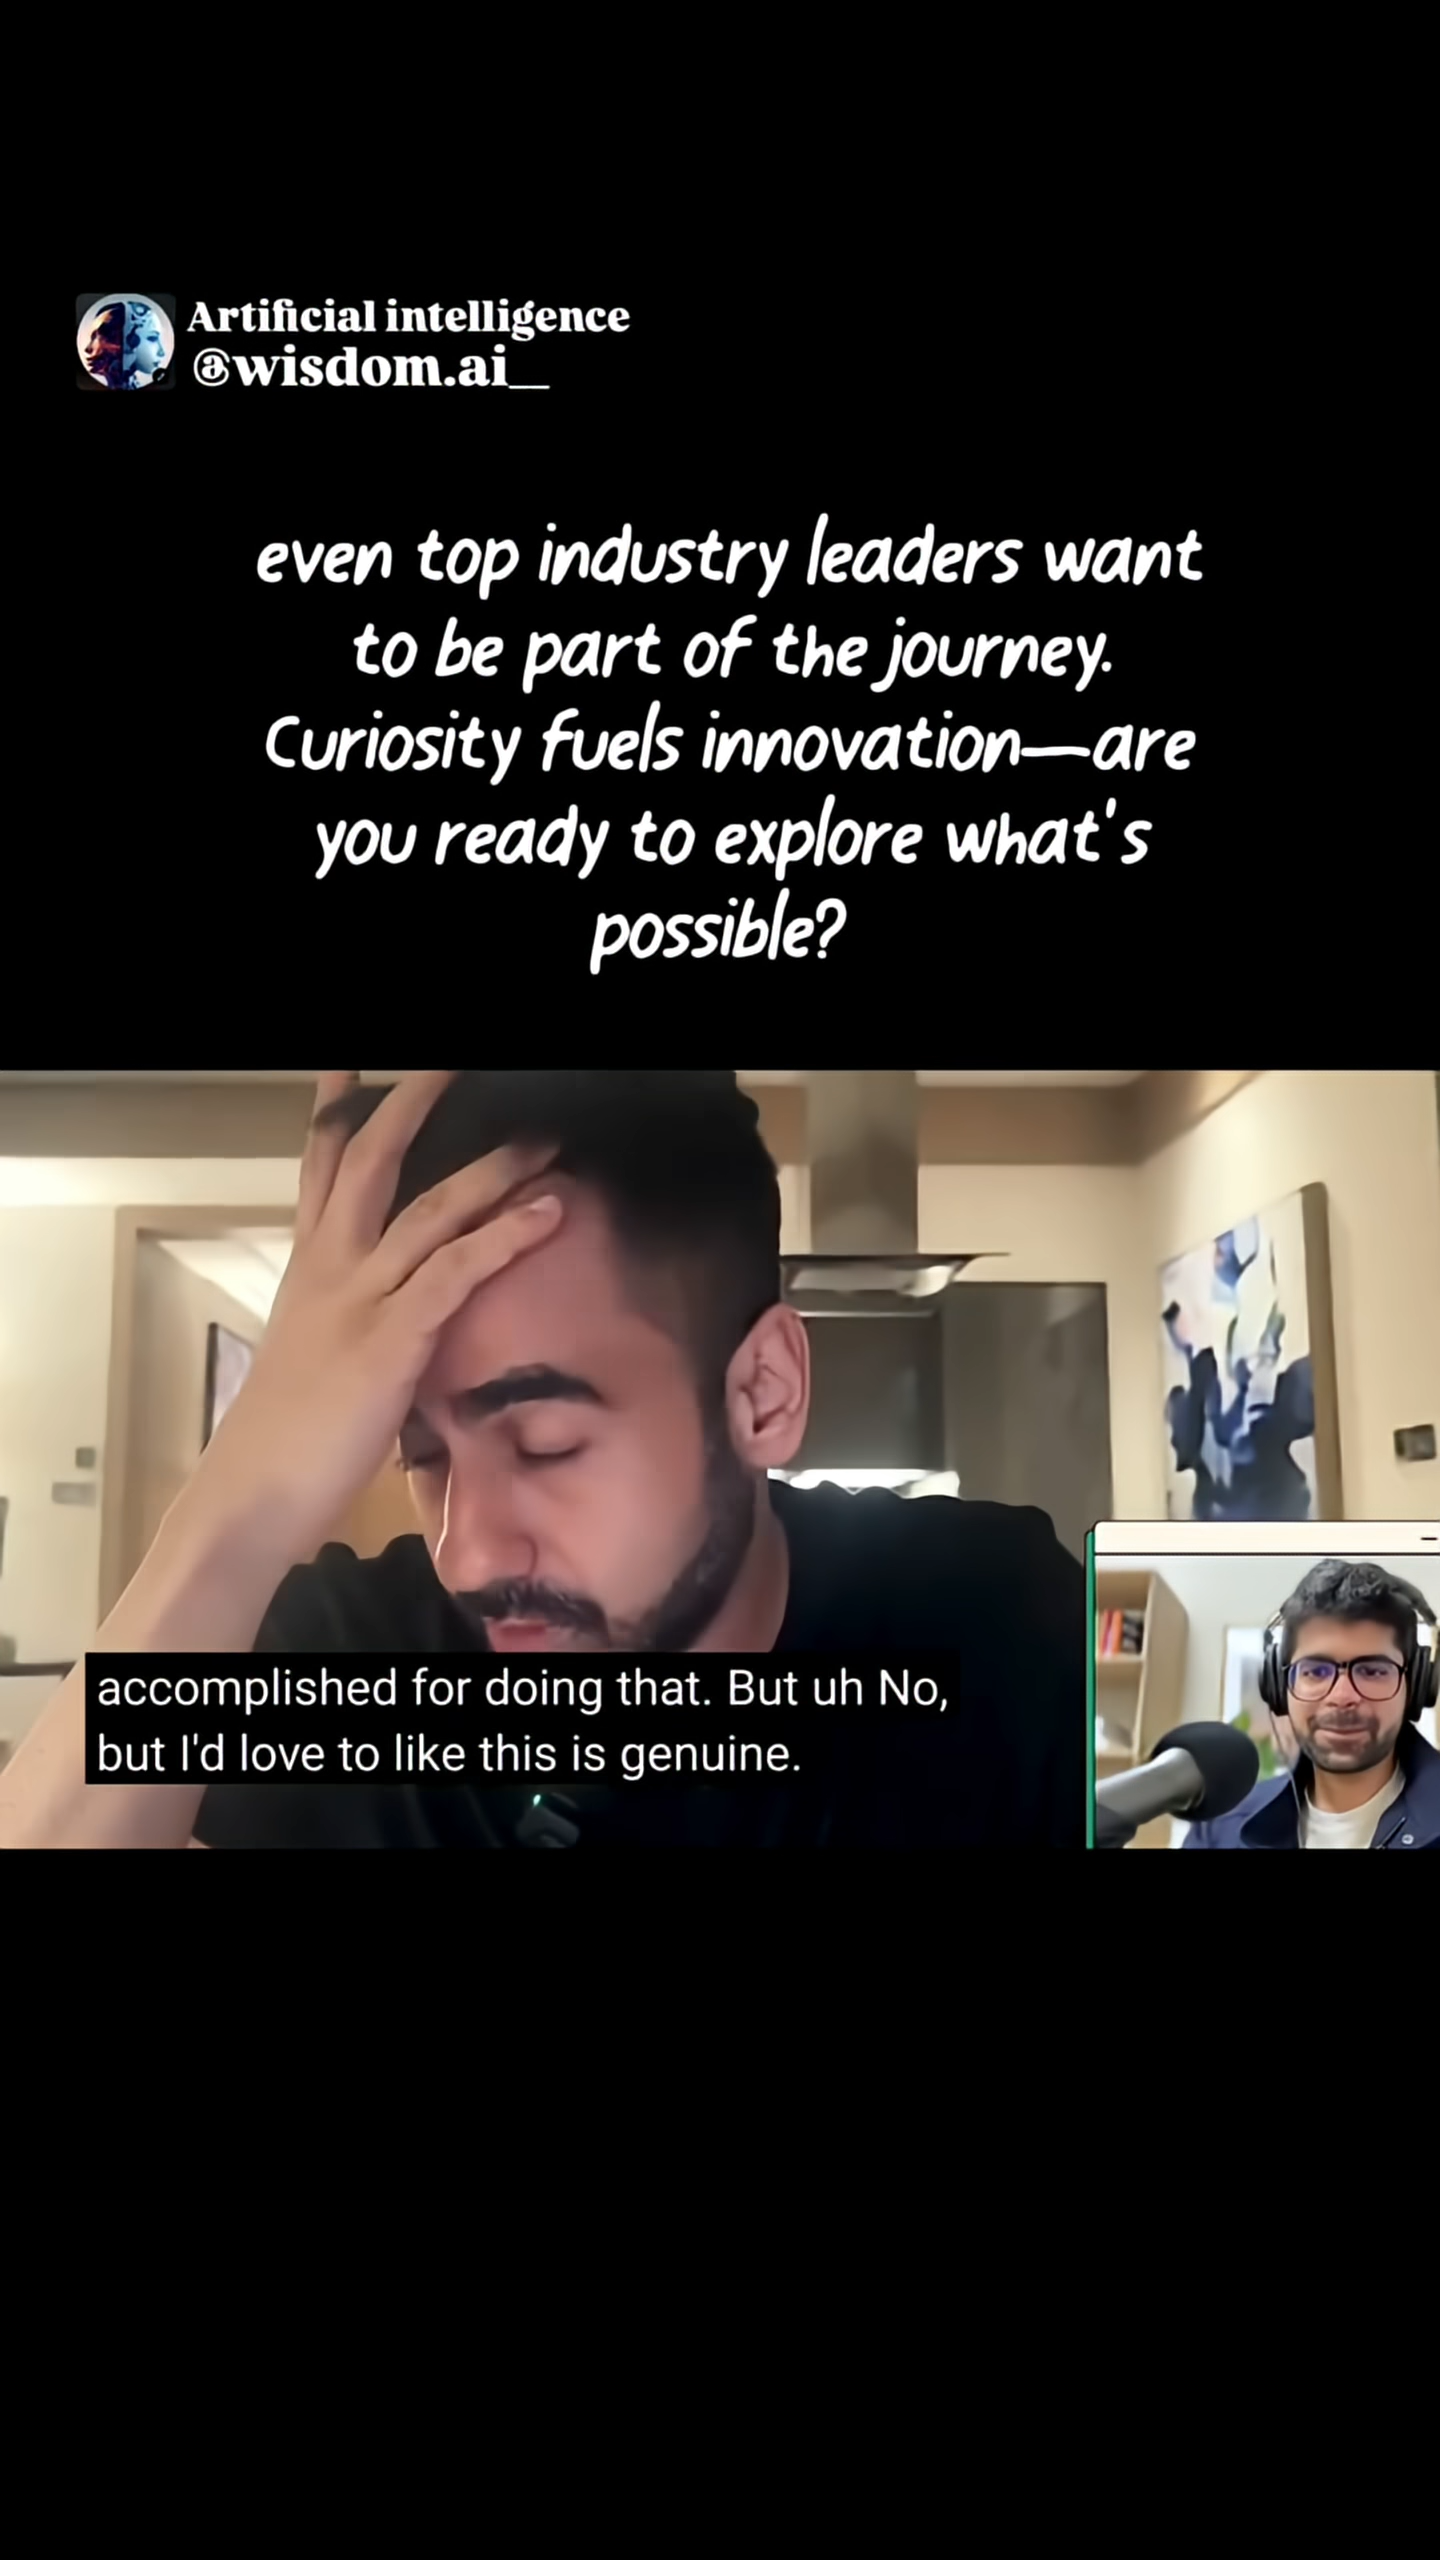 Artificial intelligence
@wisdom.ai__
even top industry leaders want
to be part of the journey.
Curiosity fuels innovation—are
you ready to explore what's
possible?
accomplished for doing that. But uh No,
but I'd love to like this is genuine.